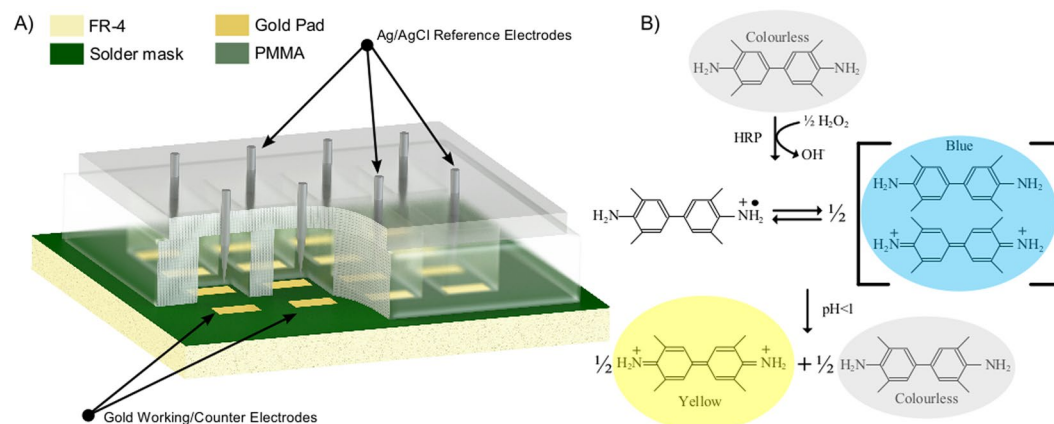 A)
FR-4
Gold Pad
Solder mask
PMMA
Ag/AgCl Reference Electrodes
Gold Working/Counter Electrodes
B)
Colourless
H₂N
NH₂
HRP
½ H₂O₂
OH⁻
H₂N
+•
NH₂
½
Blue
H₂N
NH₂
+
H₂N
+
NH₂
pH<1
½
+
H₂N
+
NH₂
Yellow
+
½
H₂N
NH₂
Colourless